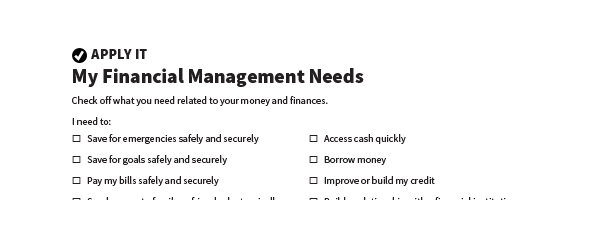 APPLY IT
My Financial Management Needs
Check off what you need related to your money and finances.
I need to:
☐ Save for emergencies safely and securely
☐ Save for goals safely and securely
☐ Pay my bills safely and securely
☐ Access cash quickly
☐ Borrow money
☐ Improve or build my credit